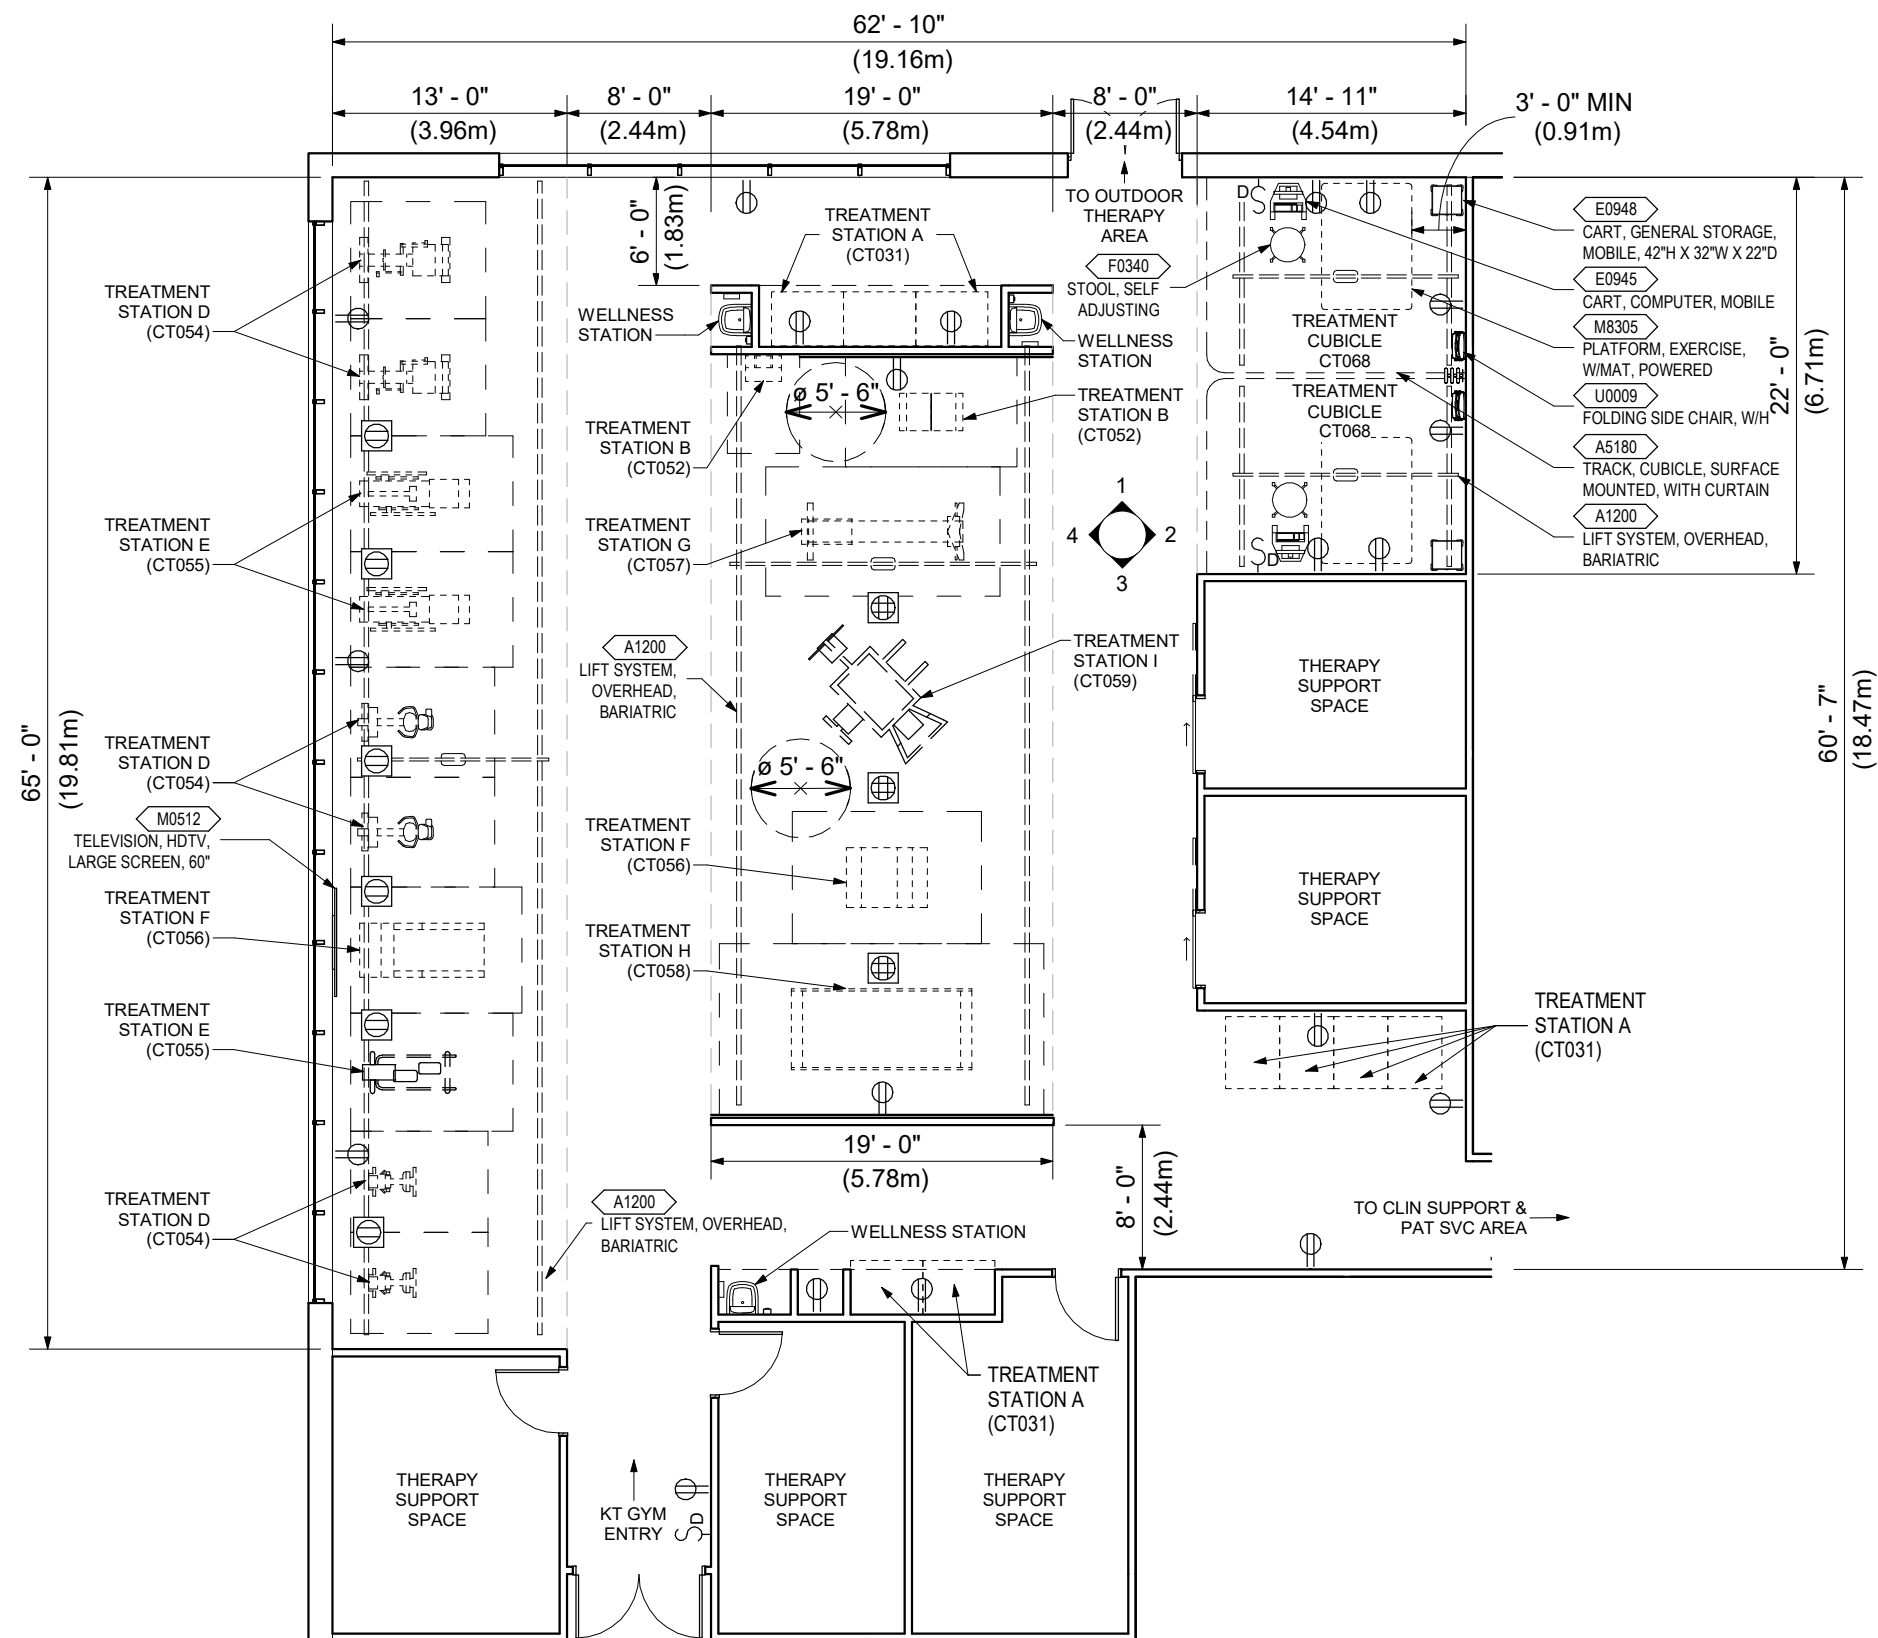 62' - 10"
(19.16m)
13' - 0"
(3.96m)
8' - 0"
(2.44m)
19' - 0"
(5.78m)
8' - 0"
(2.44m)
14' - 11"
(4.54m)
3' - 0" MIN
(0.91m)
6' - 0"
(1.83m)
TREATMENT
STATION A
(CT031)
TO OUTDOOR
THERAPY
AREA
F0340
STOOL, SELF
ADJUSTING
D
E0948
CART, GENERAL STORAGE,
MOBILE, 42"H X 32"W X 22"D
E0945
CART, COMPUTER, MOBILE
M8305
PLATFORM, EXERCISE,
W/MAT, POWERED
U0009
FOLDING SIDE CHAIR, W/H
A5180
TRACK, CUBICLE, SURFACE
MOUNTED, WITH CURTAIN
A1200
LIFT SYSTEM, OVERHEAD,
BARIATRIC
22' - 0"
(6.71m)
60' - 7"
(18.47m)
65' - 0"
(19.81m)
TREATMENT
STATION D
(CT054)
WELLNESS
STATION
WELLNESS
STATION
TREATMENT
CUBICLE
CT068
TREATMENT
CUBICLE
CT068
D
ø 5' - 6"
TREATMENT
STATION B
(CT052)
TREATMENT
STATION B
(CT052)
TREATMENT
STATION E
(CT055)
TREATMENT
STATION G
(CT057)
1
4
2
3
A1200
LIFT SYSTEM,
OVERHEAD,
BARIATRIC
TREATMENT
STATION I
(CT059)
THERAPY
SUPPORT
SPACE
TREATMENT
STATION D
(CT054)
ø 5' - 6"
M0512
TELEVISION, HDTV,
LARGE SCREEN, 60"
TREATMENT
STATION F
(CT056)
THERAPY
SUPPORT
SPACE
TREATMENT
STATION F
(CT056)
TREATMENT
STATION H
(CT058)
TREATMENT
STATION E
(CT055)
TREATMENT
STATION A
(CT031)
19' - 0"
(5.78m)
8' - 0"
(2.44m)
TREATMENT
STATION D
(CT054)
A1200
LIFT SYSTEM, OVERHEAD,
BARIATRIC
WELLNESS STATION
TO CLIN SUPPORT &
PAT SVC AREA
TREATMENT
STATION A
(CT031)
THERAPY
SUPPORT
SPACE
KT GYM
ENTRY
D
THERAPY
SUPPORT
SPACE
THERAPY
SUPPORT
SPACE